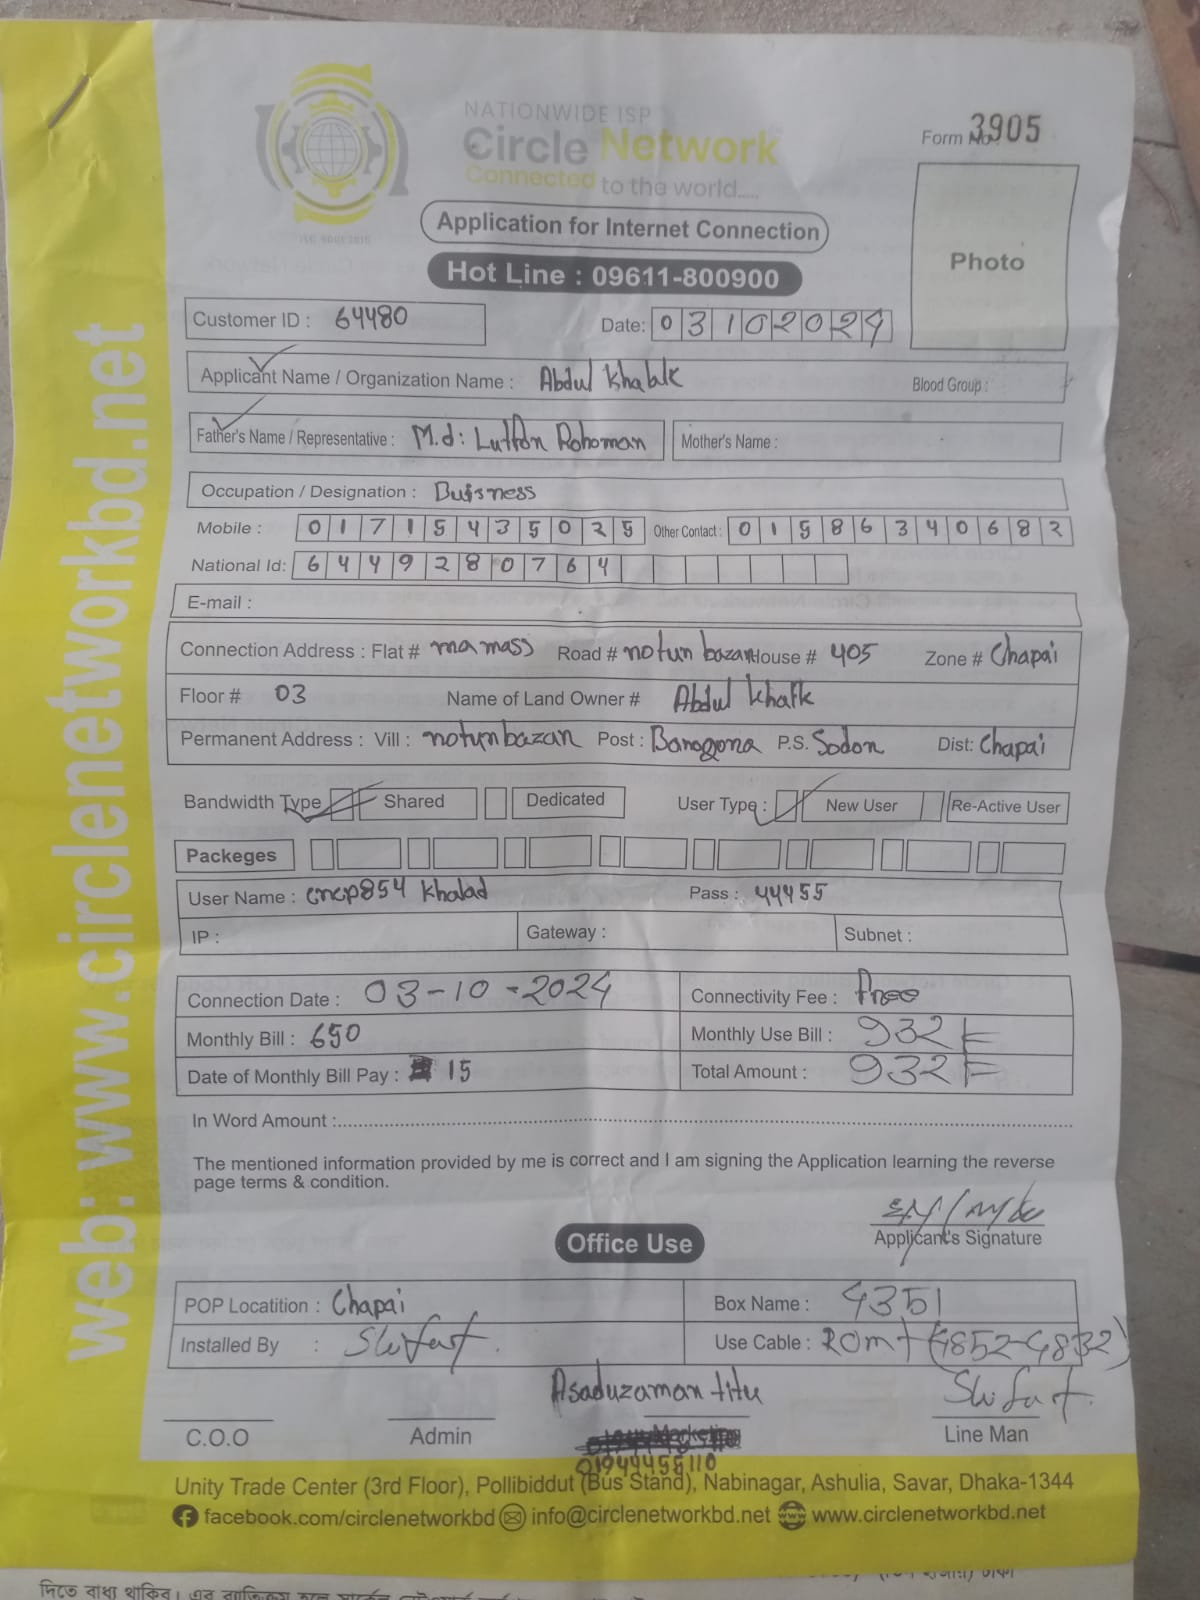 NATIONWIDE ISP
Circle Network
Connected to the world.....
Form No. 3905
Application for Internet Connection
Photo
Hot Line : 09611-800900
Customer ID : 64480
Date: 03102024
Applicant Name / Organization Name : Abdul Khalak
Blood Group :
Father's Name / Representative : M.d: Lutfon Rohoman
Mother's Name :
Occupation / Designation : Buisness
Mobile : 01715435025 Other Contact : 01586340682
National Id: 6449280764
E-mail :
Connection Address : Flat # mamass Road # notun bazar House # 405 Zone # Chapai
Floor # 03 Name of Land Owner # Abdul Khalk
Permanent Address : Vill : notunbazan Post : P.S. Sodon Dist: Chapai
Bandwidth Type Shared Dedicated User Type : New User Re-Active User
Packeges
User Name : cncp854 Khalad Pass : 44455
IP : Gateway : Subnet :
Connection Date : 03-10-2024 Connectivity Fee : free
Monthly Bill : 650 Monthly Use Bill : 932
Date of Monthly Bill Pay : 15 Total Amount : 932
In Word Amount :
The mentioned information provided by me is correct and I am signing the Application learning the reverse
page terms & condition.
Applicant's Signature
Office Use
POP Locatition : Chapai Box Name : 4351
Installed By : Use Cable : 20m+(4852-4832)
Asaduzaman titu
C.O.O Admin Marketing Line Man
Unity Trade Center (3rd Floor), Pollibiddut (Bus Stand), Nabinagar, Ashulia, Savar, Dhaka-1344
facebook.com/circlenetworkbd info@circlenetworkbd.net www.circlenetworkbd.net
web: www.circlenetworkbd.net
দিতে বাধ্য থাকিব।